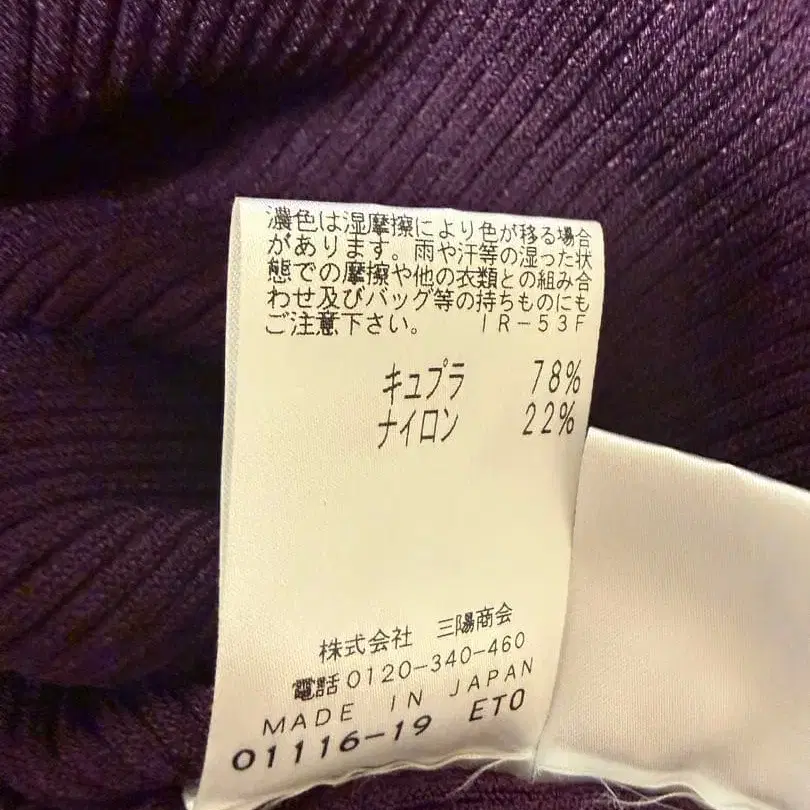 濃色は湿摩擦により色が移る場合
があります。雨や汗等の湿った状
態での摩擦や他の衣類との組み合
わせ及びバッグ等の持ちものにも
ご注意下さい。 IR-53F
キュプラ 78%
ナイロン 22%
株式会社 三陽商会
電話0120-340-460
MADE IN JAPAN
01116-19 ETO